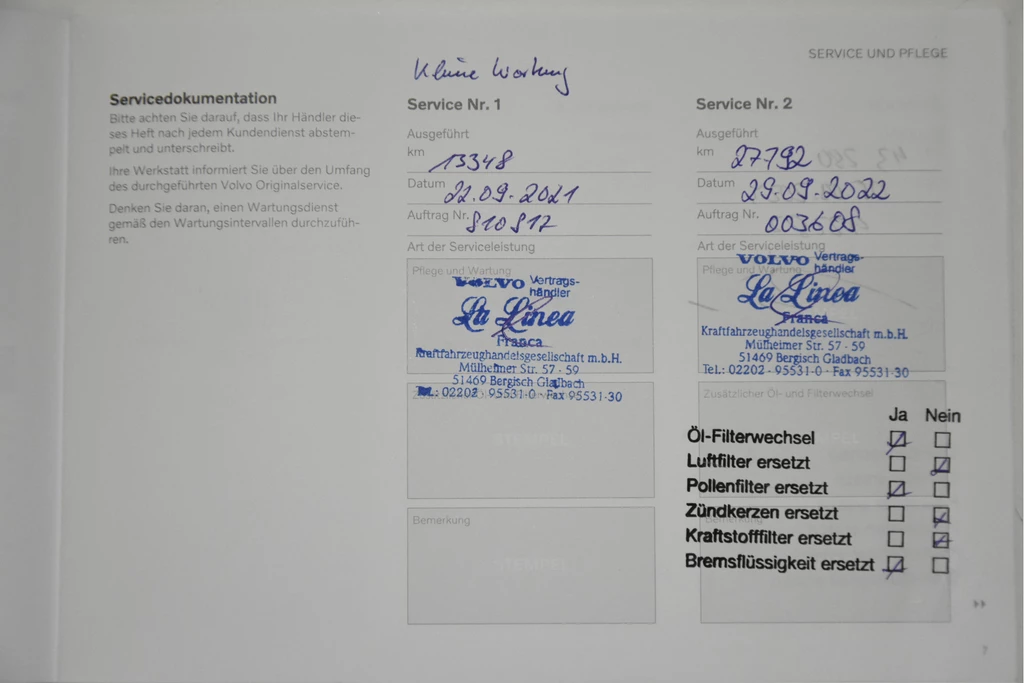 SERVICE UND PFLEGE
Servicedokumentation
Bitte achten Sie darauf, dass Ihr Händler die-
ses Heft nach jedem Kundendienst abstem-
pelt und unterschreibt.
Ihre Werkstatt informiert Sie über den Umfang
des durchgeführten Volvo Originalservice.
Denken Sie daran, einen Wartungsdienst
gemäß den Wartungsintervallen durchzufüh-
ren.
Kleine Wartung
Service Nr. 1
Ausgeführt
km 13348
Datum 22.09.2021
Auftrag Nr. 810817
Art der Serviceleistung
Pflege und Wartung
VOLVO Vertrags-
händler
La Linea
Franca
Kraftfahrzeughandelsgesellschaft m.b.H.
Mülheimer Str. 57 - 59
51469 Bergisch Gladbach
Tel.: 02202 - 95531-0 - Fax 95531-30
STEMPEL
Bemerkung
STEMPEL
Service Nr. 2
Ausgeführt
km 27792
Datum 29.09.2022
Auftrag Nr. 003608
Art der Serviceleistung
Pflege und Wartung
VOLVO Vertrags-
händler
La Linea
Franca
Kraftfahrzeughandelsgesellschaft m.b.H.
Mülheimer Str. 57 - 59
51469 Bergisch Gladbach
Tel.: 02202 - 95531-0 - Fax 95531-30
Zusätzlicher Öl- und Filterwechsel
Ja Nein
Öl-Filterwechsel
Luftfilter ersetzt
Pollenfilter ersetzt
Zündkerzen ersetzt
Bemerkung
Kraftstofffilter ersetzt
Bremsflüssigkeit ersetzt
7